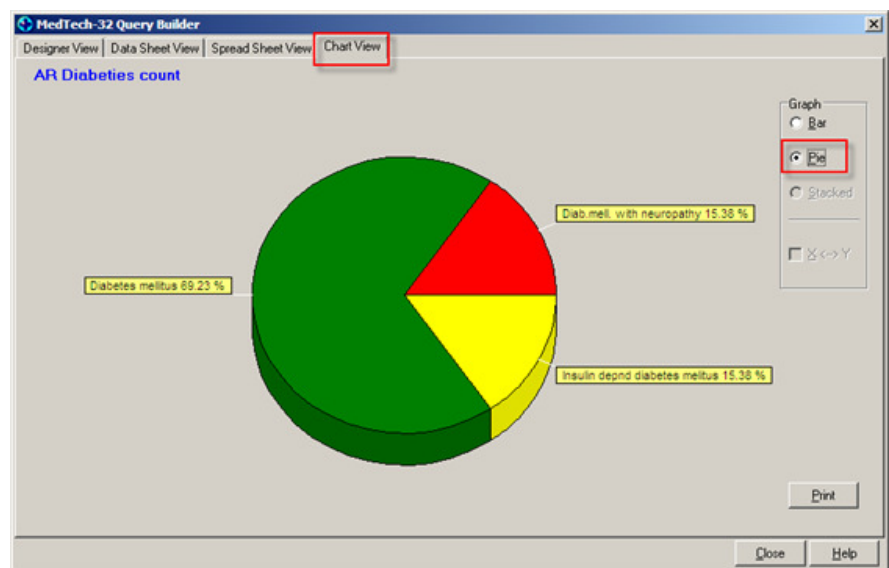 MedTech-32 Query Builder
Designer View Data Sheet View Spread Sheet View Chart View
AR Diabeties count
Graph
Bar
Pie
Stacked
X <-> Y
Diab.mell. with neuropathy 15.38 %
Diabetes mellitus 69.23 %
Insulin depnd diabetes mellitus 15.38 %
Print
Close Help